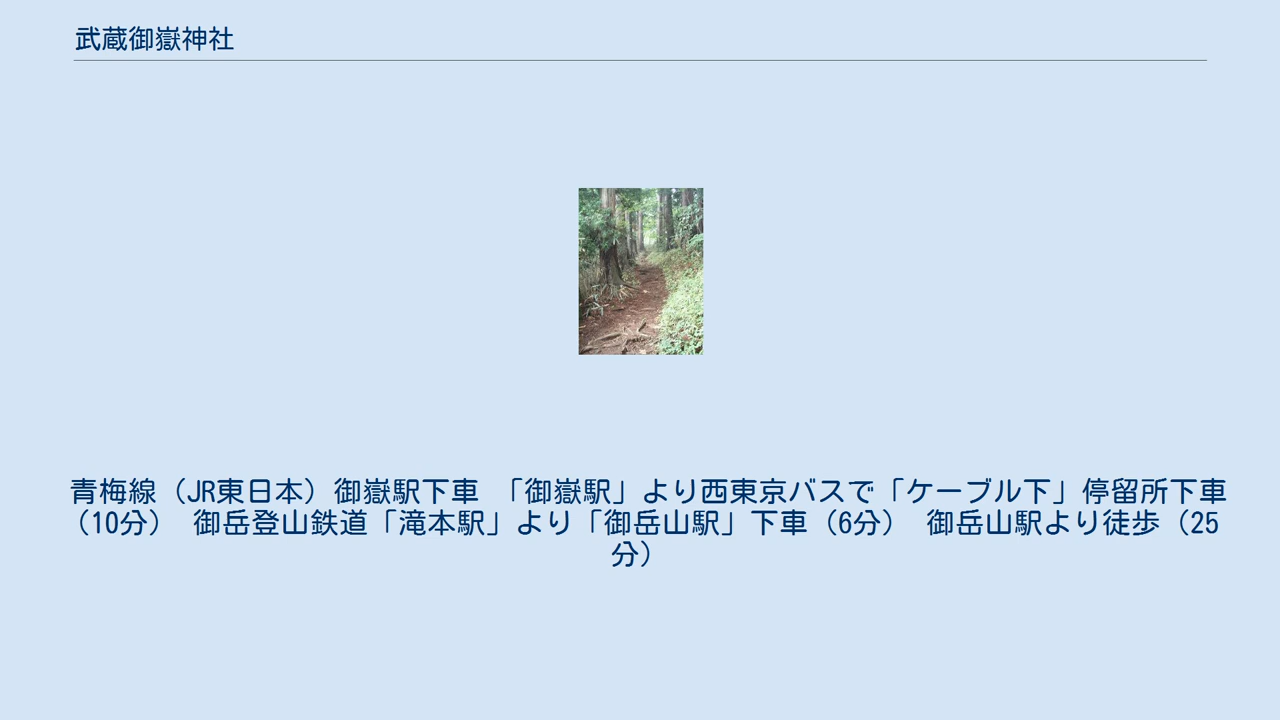 武蔵御嶽神社
青梅線（JR東日本）御嶽駅下車　「御嶽駅」より西東京バスで「ケーブル下」停留所下車
（10分）　御岳登山鉄道「滝本駅」より「御岳山駅」下車（6分）　御岳山駅より徒歩（25
分）